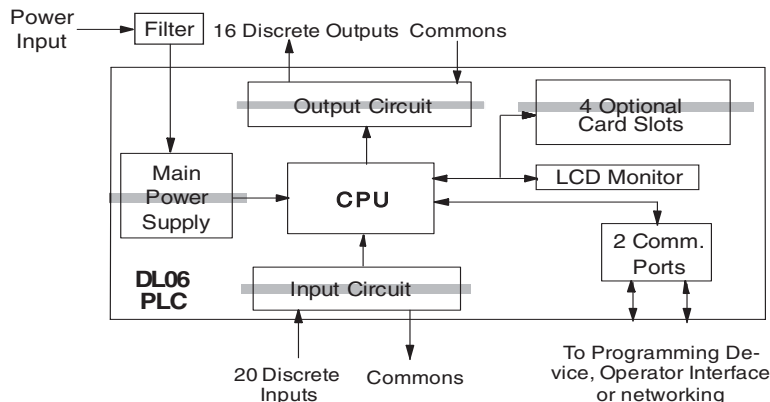 Power
Input
Filter
16 Discrete Outputs
Commons
Output Circuit
4 Optional
Card Slots
Main
Power
Supply
CPU
LCD Monitor
2 Comm.
Ports
DL06
PLC
Input Circuit
20 Discrete
Inputs
Commons
To Programming De-
vice, Operator Interface
or networking